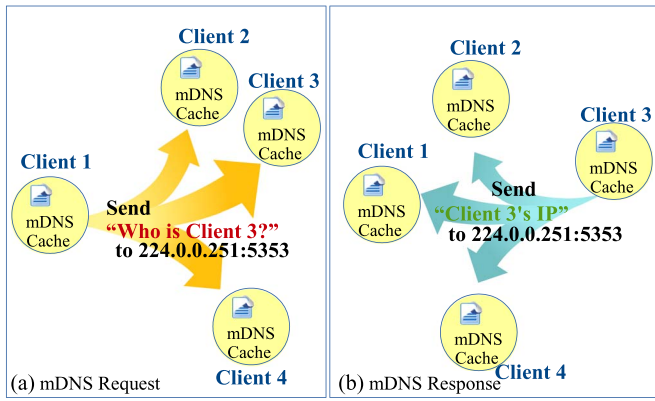 Client 2
mDNS
Cache
Client 3
mDNS
Cache
Client 1
mDNS
Cache
Send
“Who is Client 3?”
to 224.0.0.251:5353
mDNS
Cache
Client 4
(a) mDNS Request
Client 2
mDNS
Cache
Client 3
mDNS
Cache
Client 1
mDNS
Cache
Send
“Client 3's IP”
to 224.0.0.251:5353
mDNS
Cache
Client 4
(b) mDNS Response